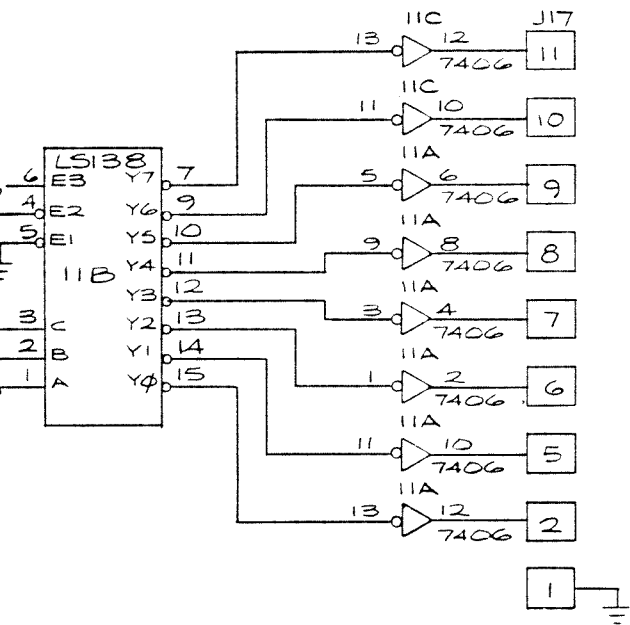 11C J17
13 12 11
7406
11C
11 10 10
7406
LS138
11A
6 E3 Y7 7 5 6 9
7406
4 E2 Y6 9
11A
5 E1 Y5 10 9 8 8
7406
11B Y4 11
11A
Y3 12 3 4 7
7406
3 C Y2 13
11A
2 B Y1 14
1 A YØ 15 1 2 6
7406
11A
11 10 5
7406
11A
13 12 2
7406
1